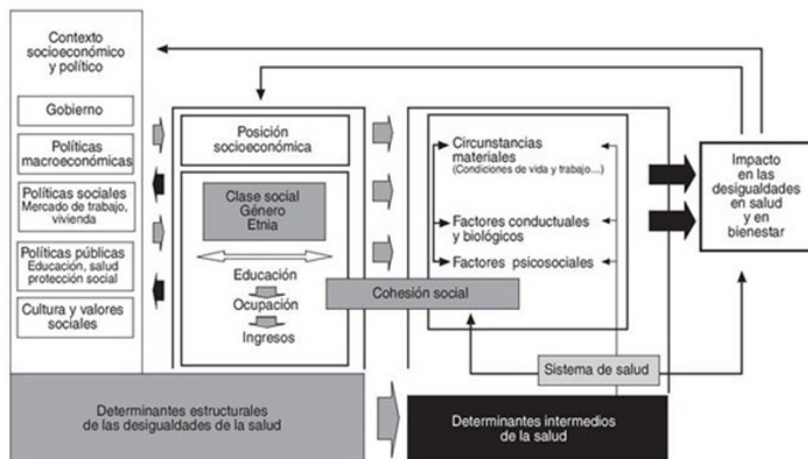 Contexto
socioeconómico
y político
Gobierno
Políticas
macroeconómicas
Políticas sociales
Mercado de trabajo,
vivienda
Políticas públicas
Educación, salud
protección social
Cultura y valores
sociales
Posición
socioeconómica
Clase social
Género
Etnia
Educación
Ocupación
Ingresos
Cohesión social
Circunstancias
materiales
(Condiciones de vida y trabajo...)
Factores conductuales
y biológicos
Factores psicosociales
Impacto
en las
desigualdades
en salud
y en
bienestar
Sistema de salud
Determinantes estructurales
de las desigualdades de la salud
Determinantes intermedios
de la salud